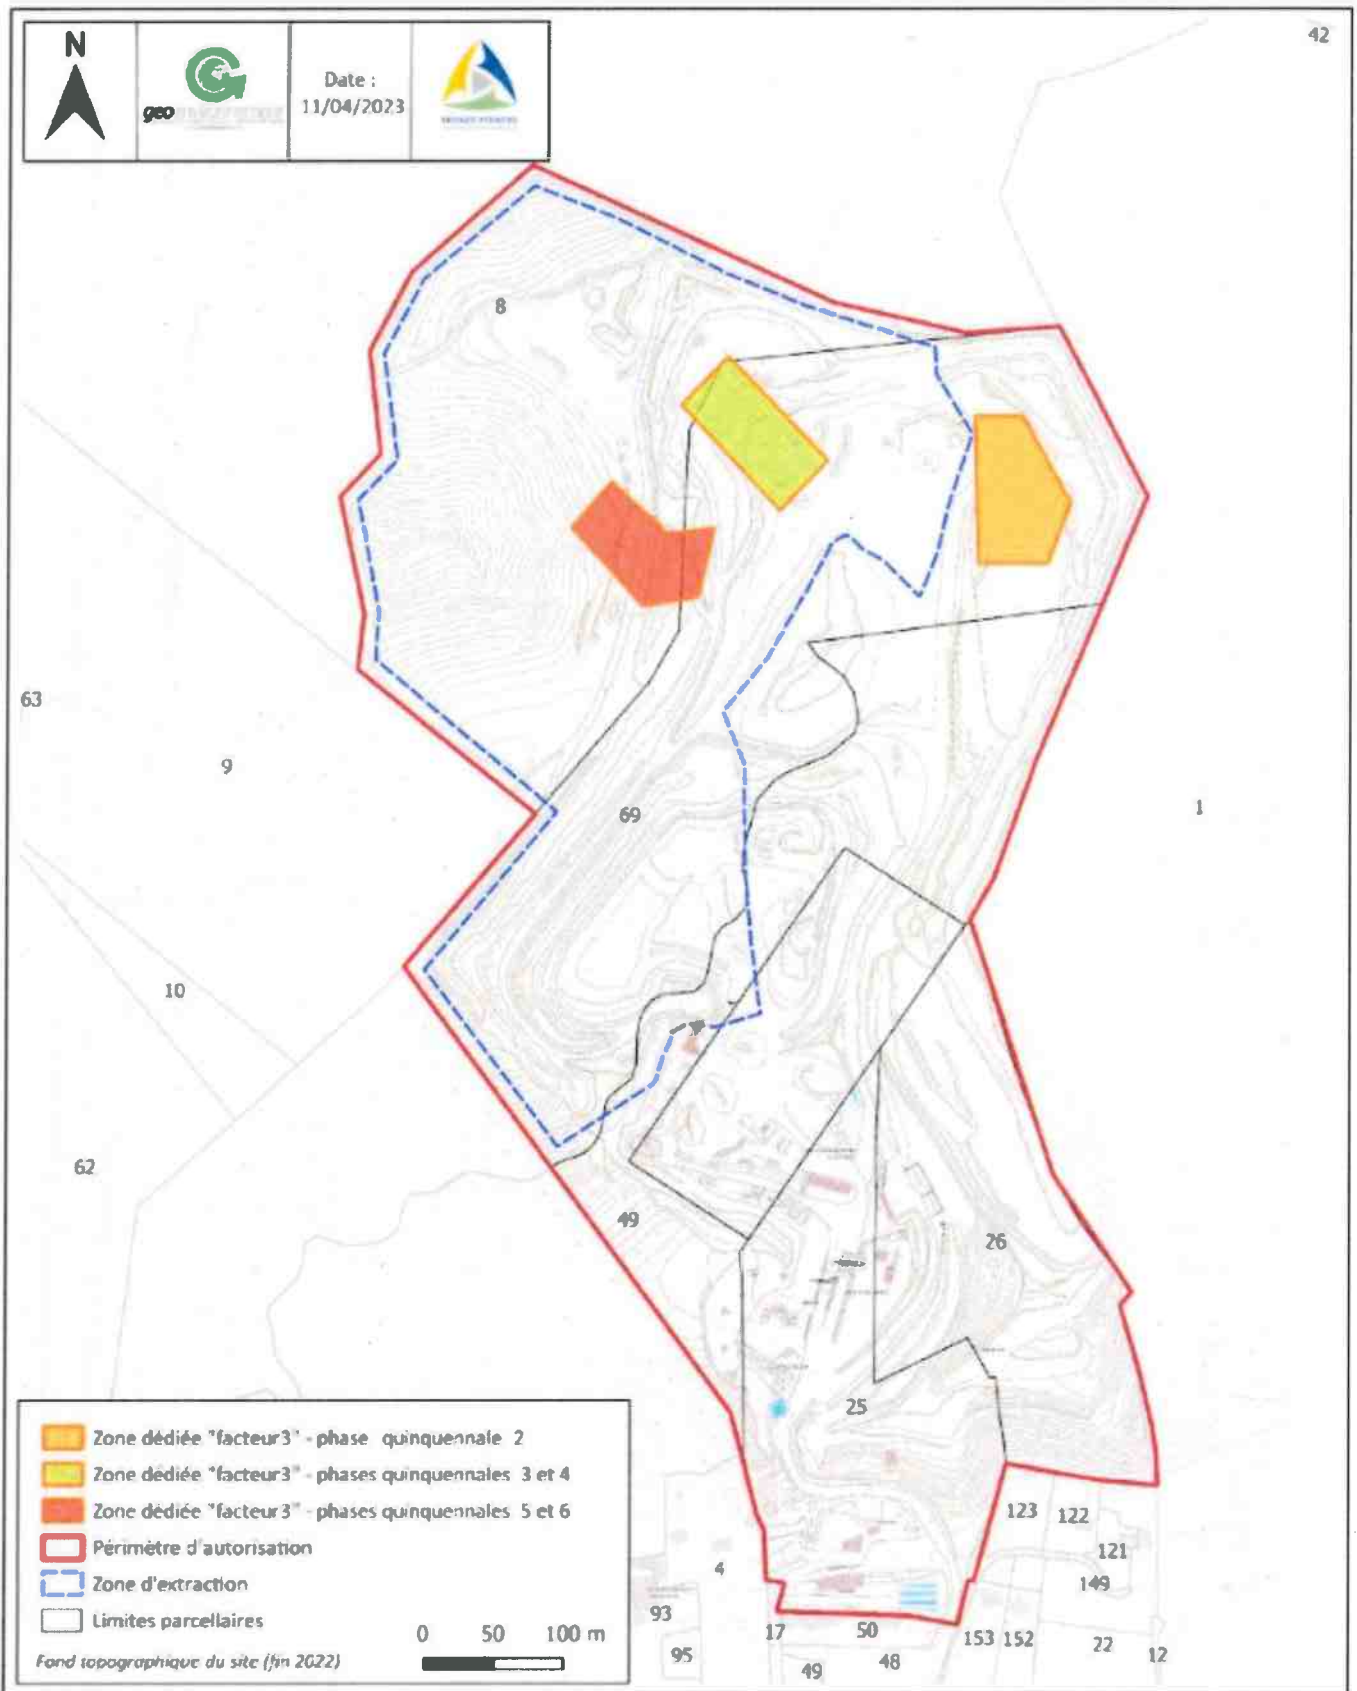 N
geo
Date :
11/04/2023
42
8
63
9
69
1
10
62
49
26
25
Zone dédiée "facteur3" - phase quinquennale 2
Zone dédiée "facteur3" - phases quinquennales 3 et 4
Zone dédiée "facteur3" - phases quinquennales 5 et 6
Périmètre d'autorisation
Zone d'extraction
Limites parcellaires
Fond topographique du site (fin 2022)
0 50 100 m
123
122
121
149
4
93
95
17
50
49
48
153
152
22
12